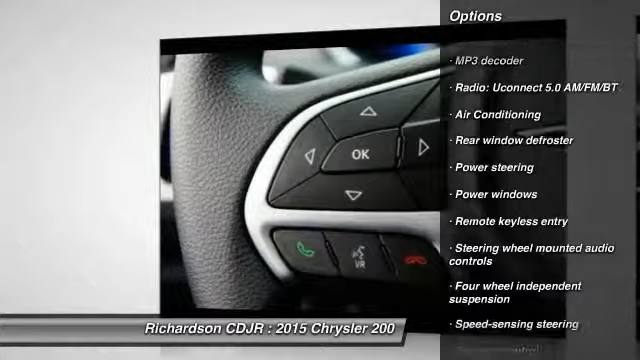 Options
· MP3 decoder
· Radio: Uconnect 5.0 AM/FM/BT
· Air Conditioning
· Rear window defroster
· Power steering
· Power windows
· Remote keyless entry
· Steering wheel mounted audio
controls
· Four wheel independent
suspension
· Speed-sensing steering
OK
VR
Richardson CDJR : 2015 Chrysler 200